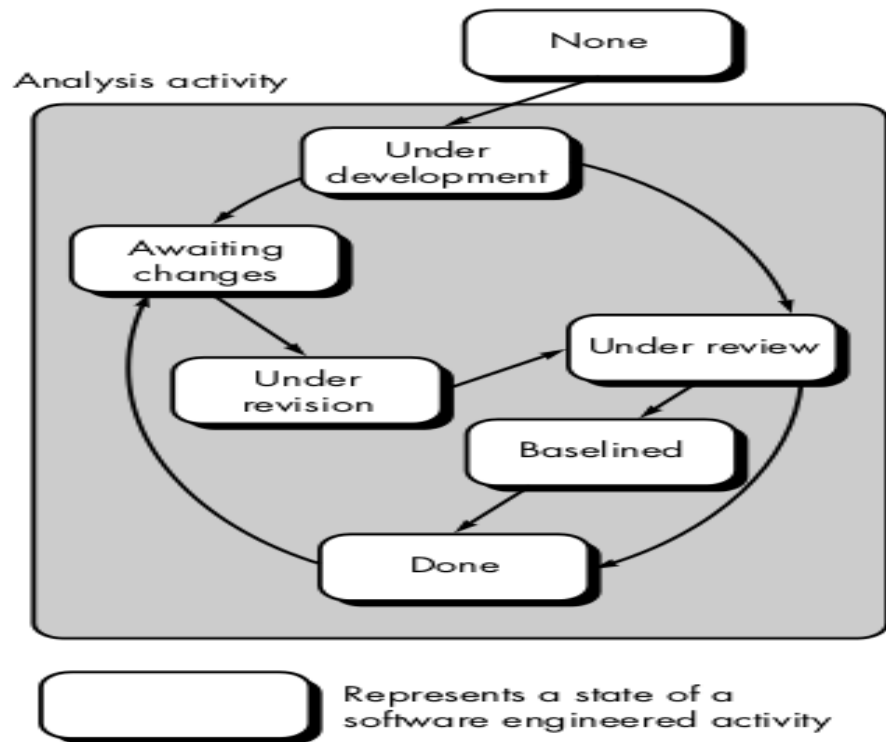 None
Analysis activity
Under
development
Awaiting
changes
Under review
Under
revision
Baselined
Done
Represents a state of a
software engineered activity